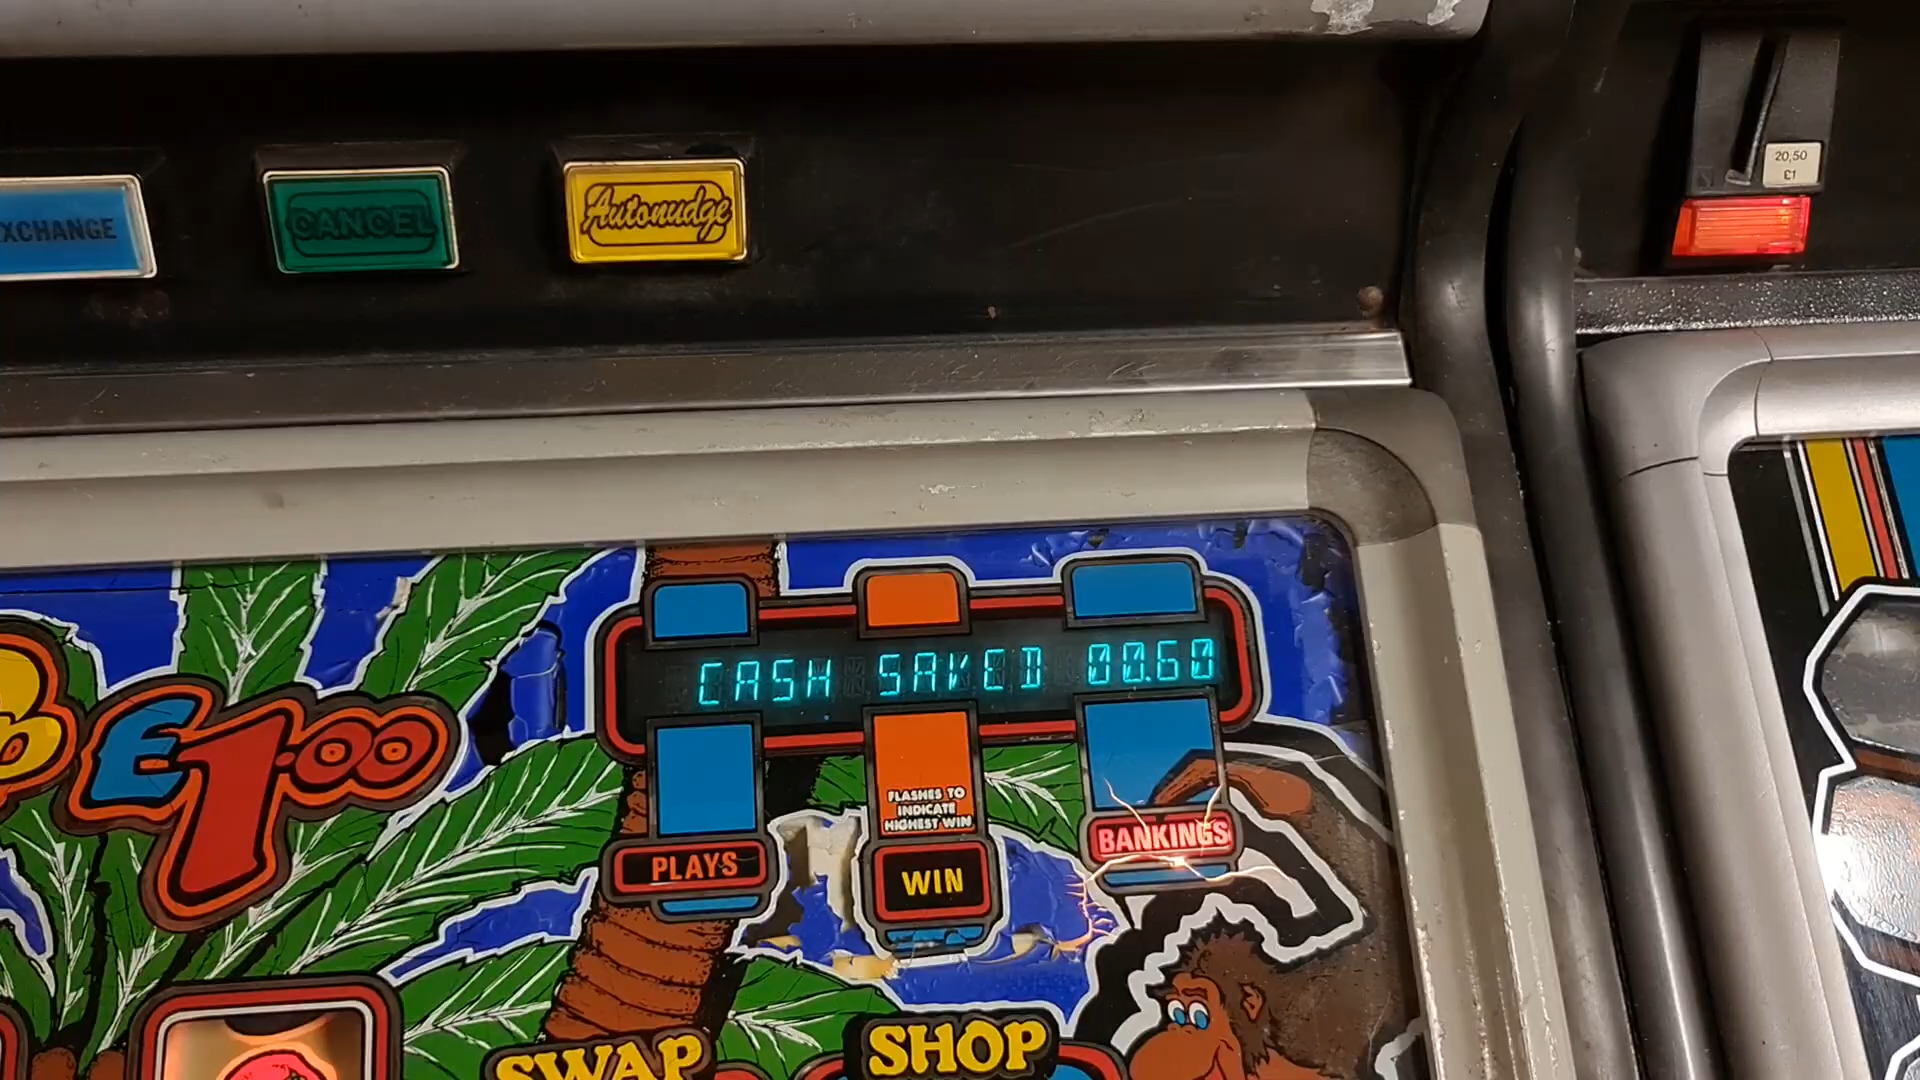 20,50
£1
XCHANGE
CANCEL
Autonudge
CASH SAVED 00.60
£1.00
FLASHES TO
INDICATE
HIGHEST WIN
PLAYS
WIN
BANKINGS
SWAP
SHOP